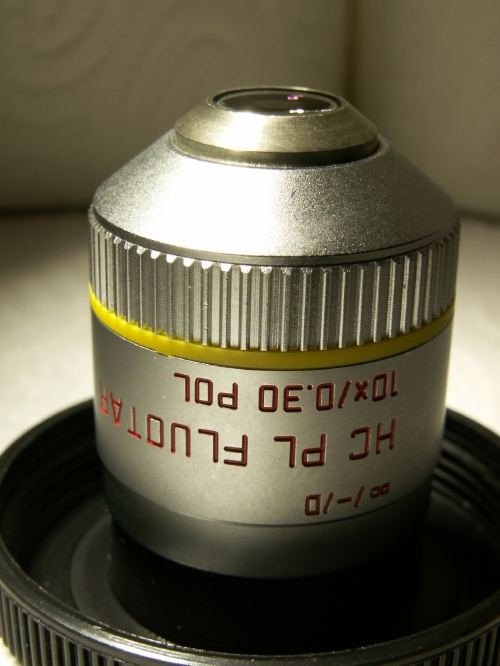 ∞/-/D
HC PL FLUOTAR
10x/0.30 POL